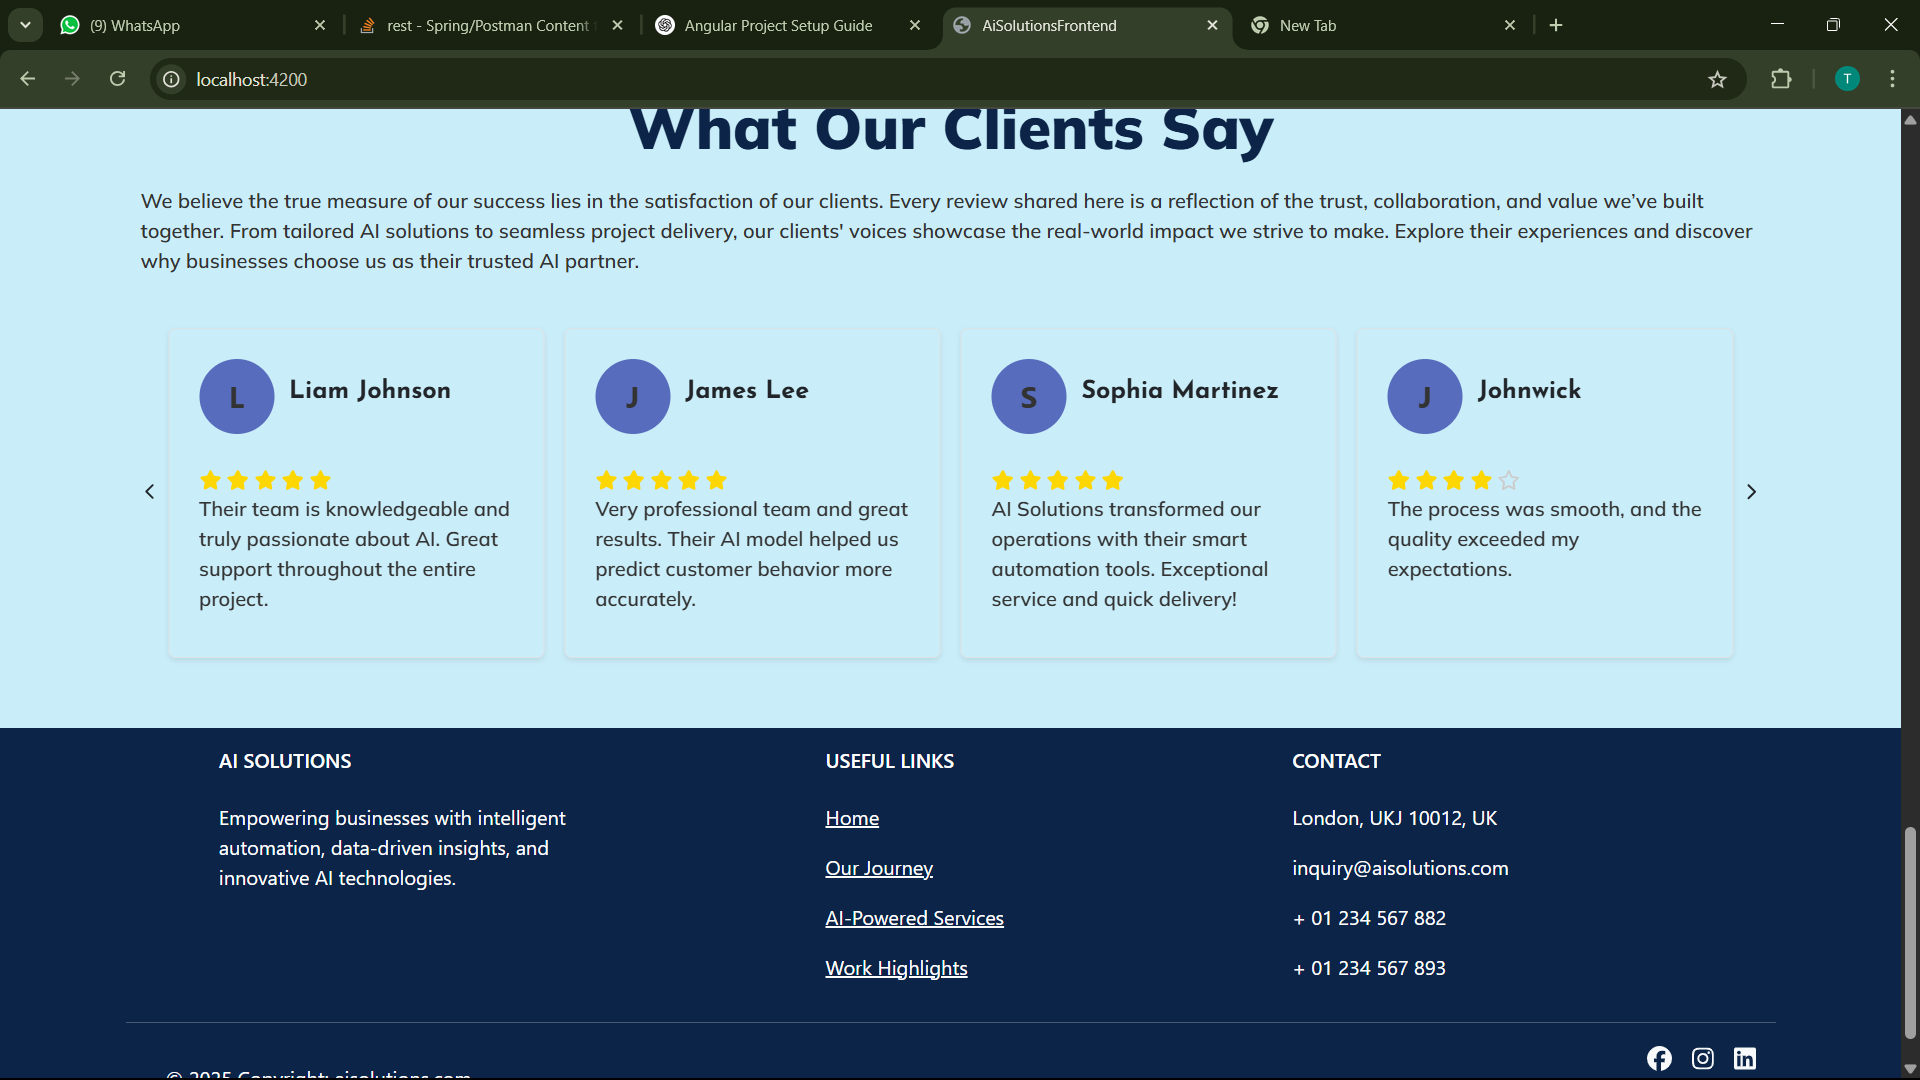 (9) WhatsApp
rest - Spring/Postman Content
Angular Project Setup Guide
AiSolutionsFrontend
New Tab
localhost:4200
T
What Our Clients Say
We believe the true measure of our success lies in the satisfaction of our clients. Every review shared here is a reflection of the trust, collaboration, and value we’ve built
together. From tailored AI solutions to seamless project delivery, our clients' voices showcase the real-world impact we strive to make. Explore their experiences and discover
why businesses choose us as their trusted AI partner.
L
Liam Johnson
Their team is knowledgeable and
truly passionate about AI. Great
support throughout the entire
project.
J
James Lee
Very professional team and great
results. Their AI model helped us
predict customer behavior more
accurately.
S
Sophia Martinez
AI Solutions transformed our
operations with their smart
automation tools. Exceptional
service and quick delivery!
J
Johnwick
The process was smooth, and the
quality exceeded my
expectations.
AI SOLUTIONS
Empowering businesses with intelligent
automation, data-driven insights, and
innovative AI technologies.
USEFUL LINKS
Home
Our Journey
AI-Powered Services
Work Highlights
CONTACT
London, UKJ 10012, UK
inquiry@aisolutions.com
+ 01 234 567 882
+ 01 234 567 893
© 2025 Copyright: aisolutions.com